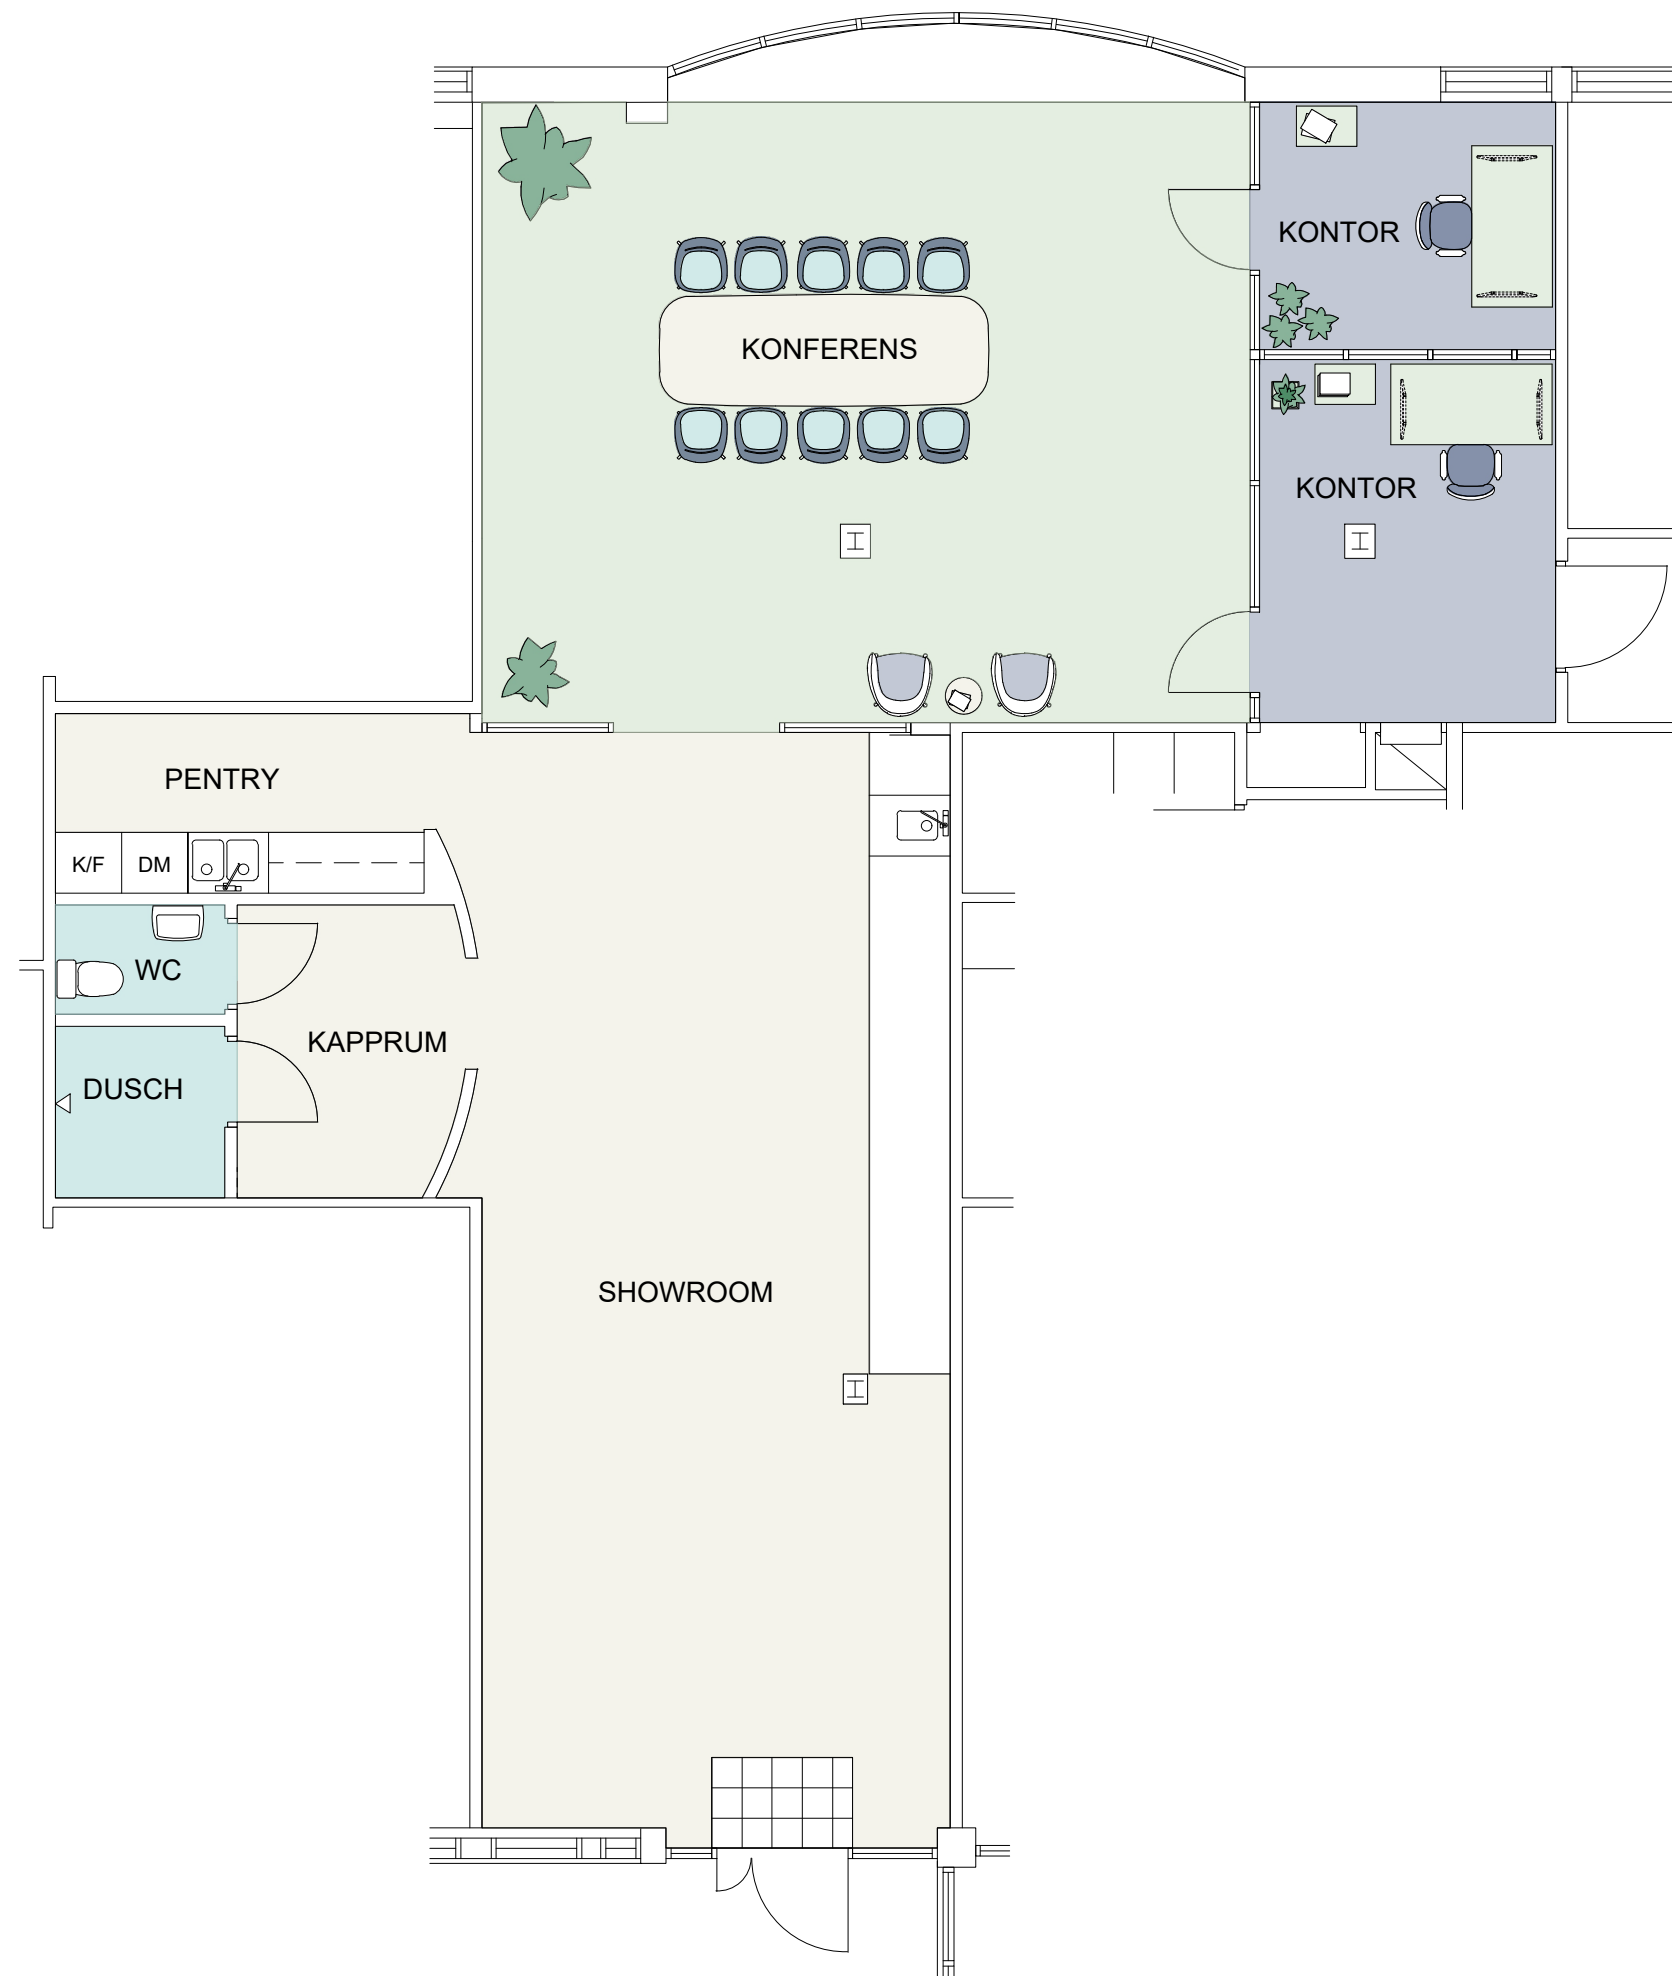 KONTOR
KONFERENS
KONTOR
PENTRY
K/F
DM
WC
KAPPRUM
DUSCH
SHOWROOM